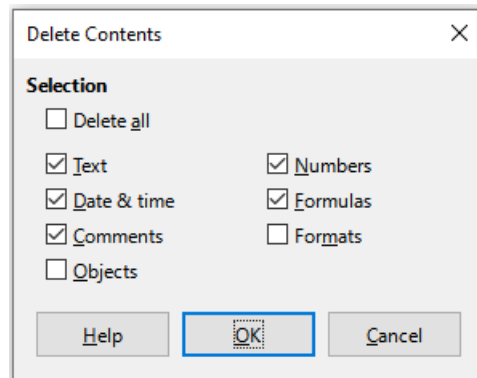 Delete Contents
Selection
Delete all
Text
Numbers
Date & time
Formulas
Comments
Formats
Objects
Help
OK
Cancel